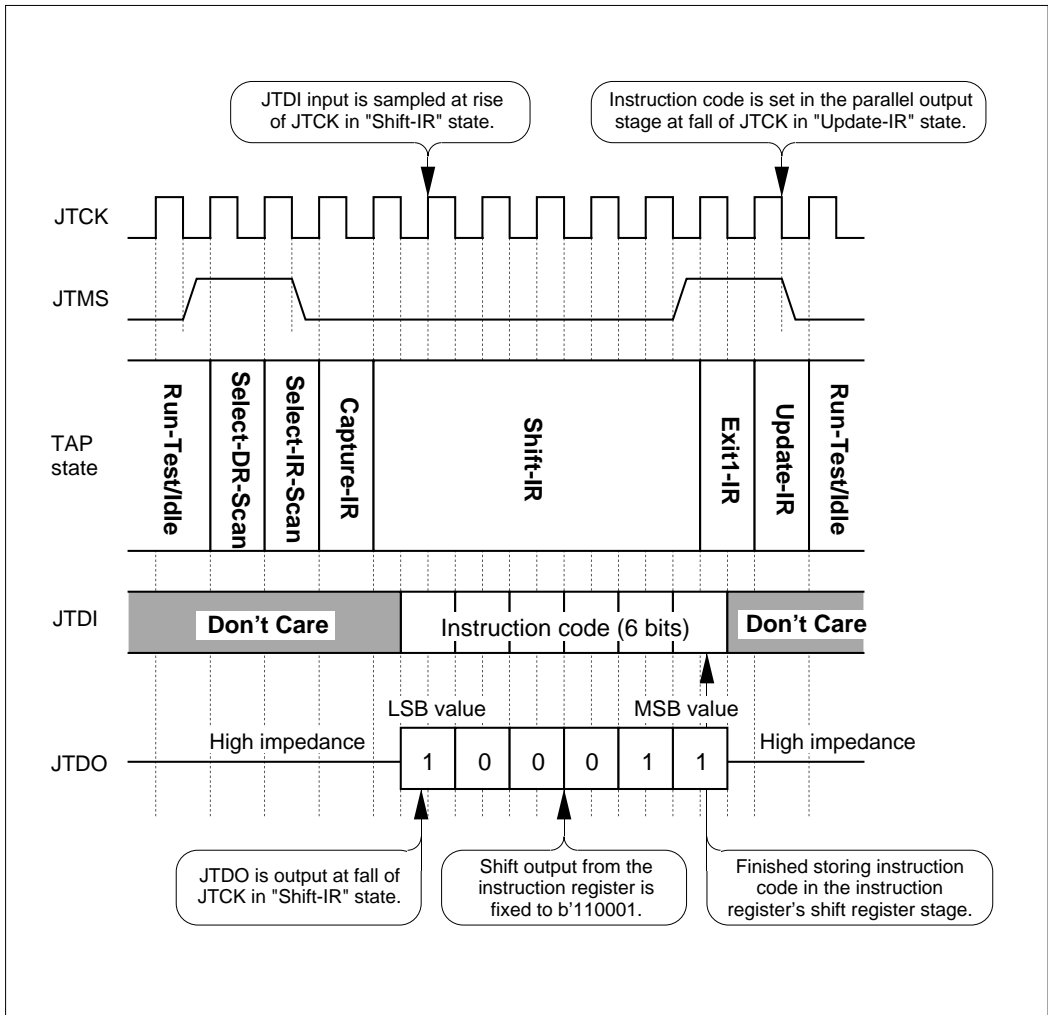 JTDI input is sampled at rise
of JTCK in "Shift-IR" state.
Instruction code is set in the parallel output
stage at fall of JTCK in "Update-IR" state.
JTCK
JTMS
TAP
state
Run-Test/Idle
Select-DR-Scan
Select-IR-Scan
Capture-IR
Shift-IR
Exit1-IR
Update-IR
Run-Test/Idle
JTDI
Don't Care
Instruction code (6 bits)
Don't Care
LSB value
MSB value
High impedance
High impedance
JTDO
1 0 0 0 1 1
JTDO is output at fall of
JTCK in "Shift-IR" state.
Shift output from the
instruction register is
fixed to b'110001.
Finished storing instruction
code in the instruction
register's shift register stage.